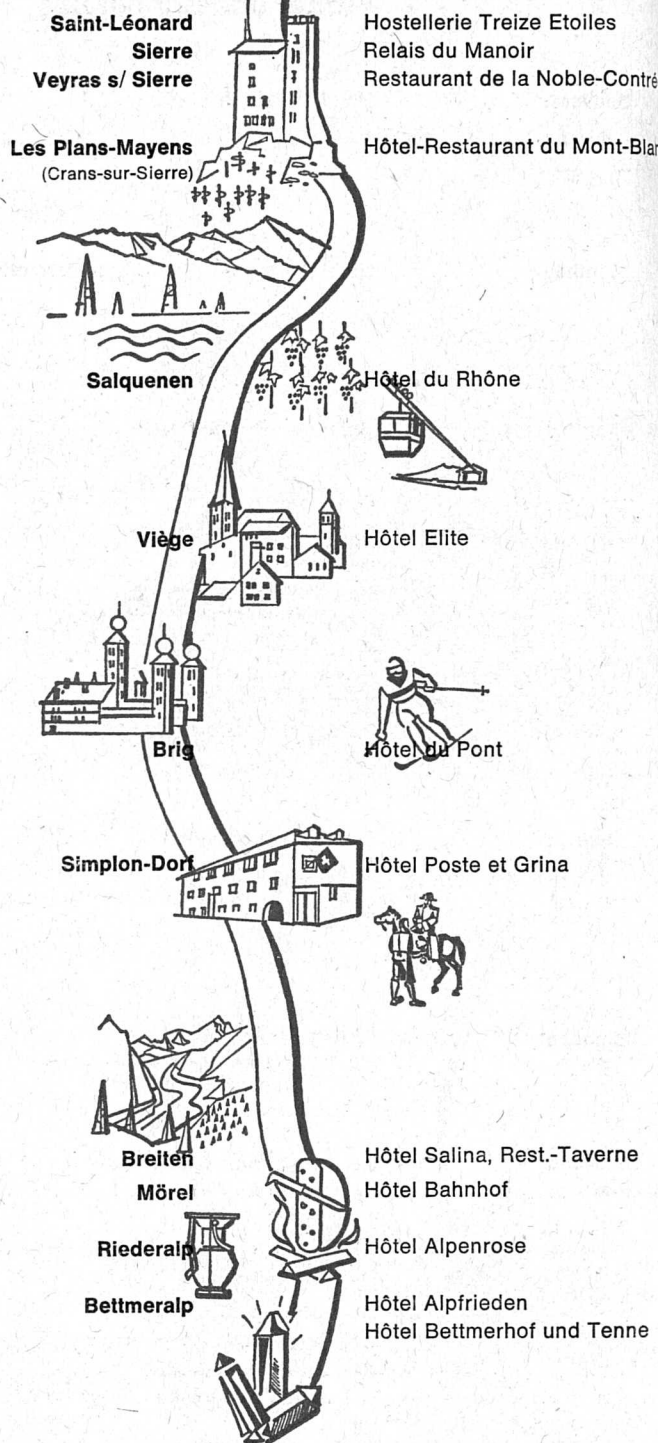 Saint-Léonard Hostellerie Treize Etoiles
Sierre Relais du Manoir
Veyras s/ Sierre Restaurant de la Noble-Contré
Les Plans-Mayens Hôtel-Restaurant du Mont-Blan
(Crans-sur-Sierre)
Salquenen Hôtel du Rhône
Viège Hôtel Elite
Brig Hôtel du Pont
Simplon-Dorf Hôtel Poste et Grina
Breiten Hôtel Salina, Rest.-Taverne
Mörel Hôtel Bahnhof
Riederalp Hôtel Alpenrose
Bettmeralp Hôtel Alpfrieden
Hôtel Bettmerhof und Tenne